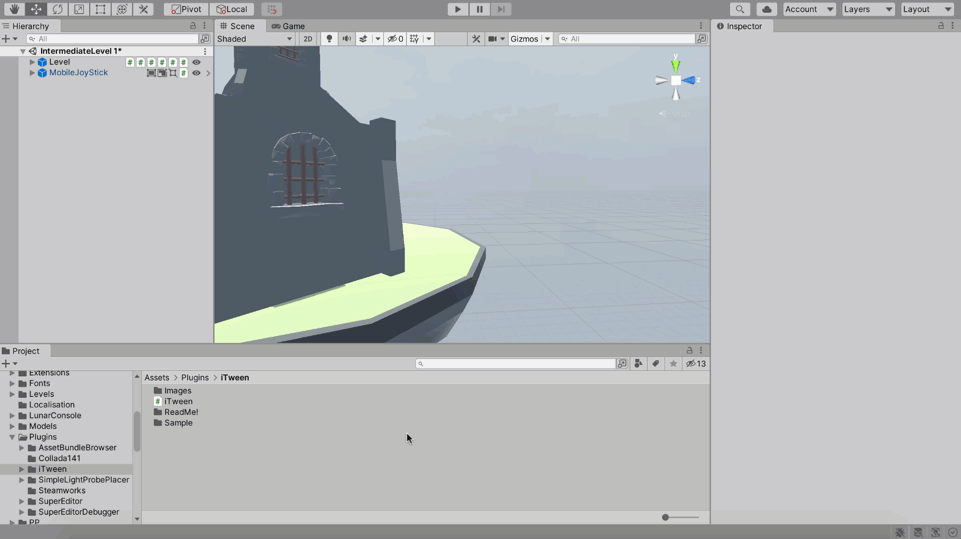 Pivot Local Account Layers Layout
Hierarchy Scene Game Inspector
All Shaded 2D 0 Gizmos All
IntermediateLevel 1*
Level # # # # # #
MobileJoyStick #
y
z
Project
13
Extensions
Fonts
Levels
Localisation
LunarConsole
Models
Plugins
AssetBundleBrowser
Collada141
iTween
SimpleLightProbePlacer
Steamworks
SuperEditor
SuperEditorDebugger
PP
Assets > Plugins > iTween
Images
# iTween
ReadMe!
Sample